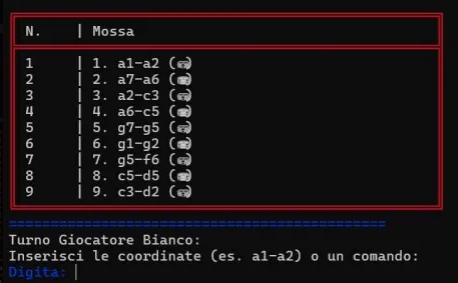 N. | Mossa
1 | 1. a1-a2 (
2 | 2. a7-a6 (
3 | 3. a2-c3 (
4 | 4. a6-c5 (
5 | 5. g7-g5 (
6 | 6. g1-g2 (
7 | 7. g5-f6 (
8 | 8. c5-d5 (
9 | 9. c3-d2 (
Turno Giocatore Bianco:
Inserisci le coordinate (es. a1-a2) o un comando:
Digita: